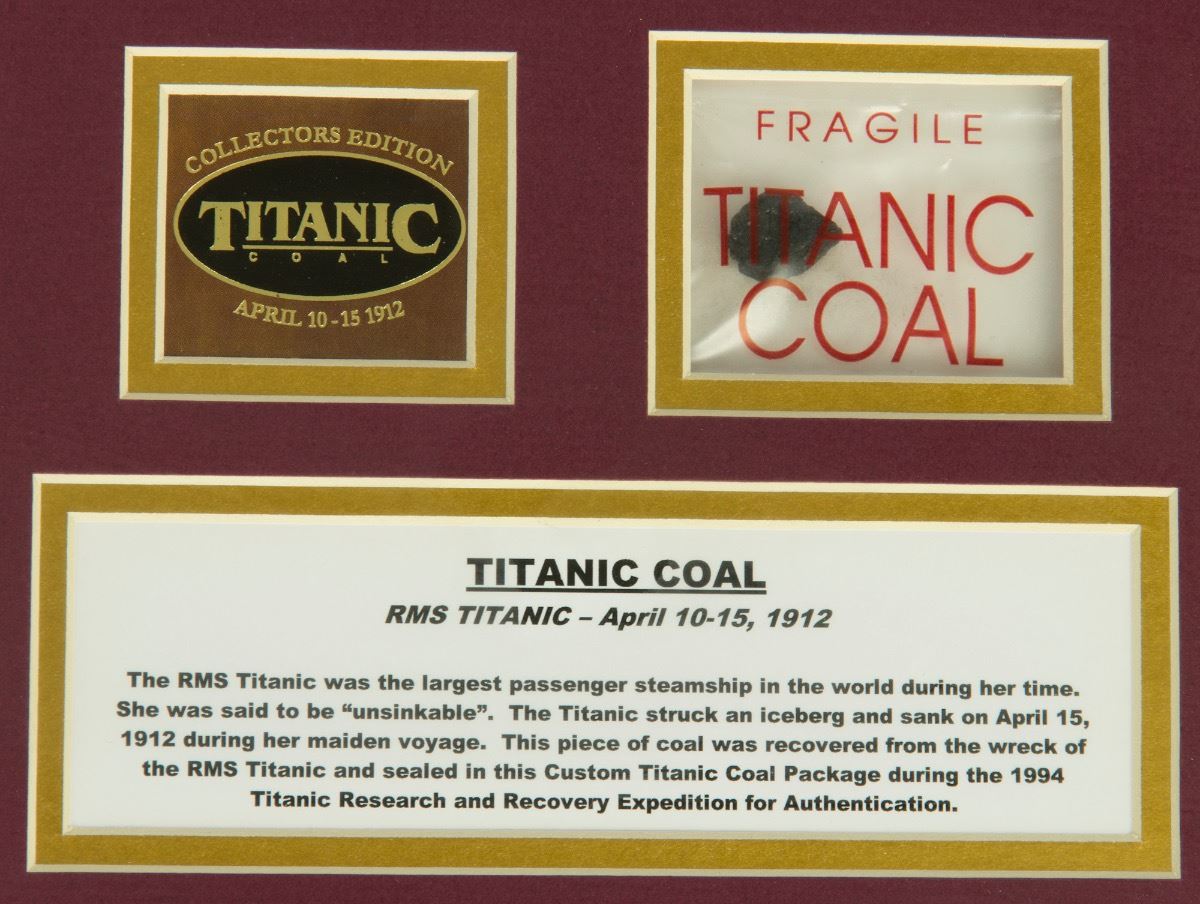 COLLECTORS EDITION
TITANIC
COAL
APRIL 10-15 1912
FRAGILE
TITANIC
COAL
TITANIC COAL
RMS TITANIC – April 10-15, 1912
The RMS Titanic was the largest passenger steamship in the world during her time.
She was said to be “unsinkable”. The Titanic struck an iceberg and sank on April 15,
1912 during her maiden voyage. This piece of coal was recovered from the wreck of
the RMS Titanic and sealed in this Custom Titanic Coal Package during the 1994
Titanic Research and Recovery Expedition for Authentication.